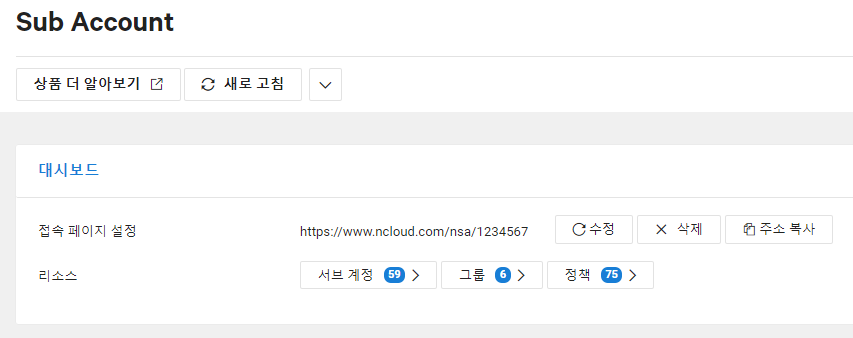 Sub Account
상품 더 알아보기 새로 고침
대시보드
접속 페이지 설정 https://www.ncloud.com/nsa/1234567 수정 삭제 주소 복사
리소스 서브 계정 59 그룹 6 정책 75